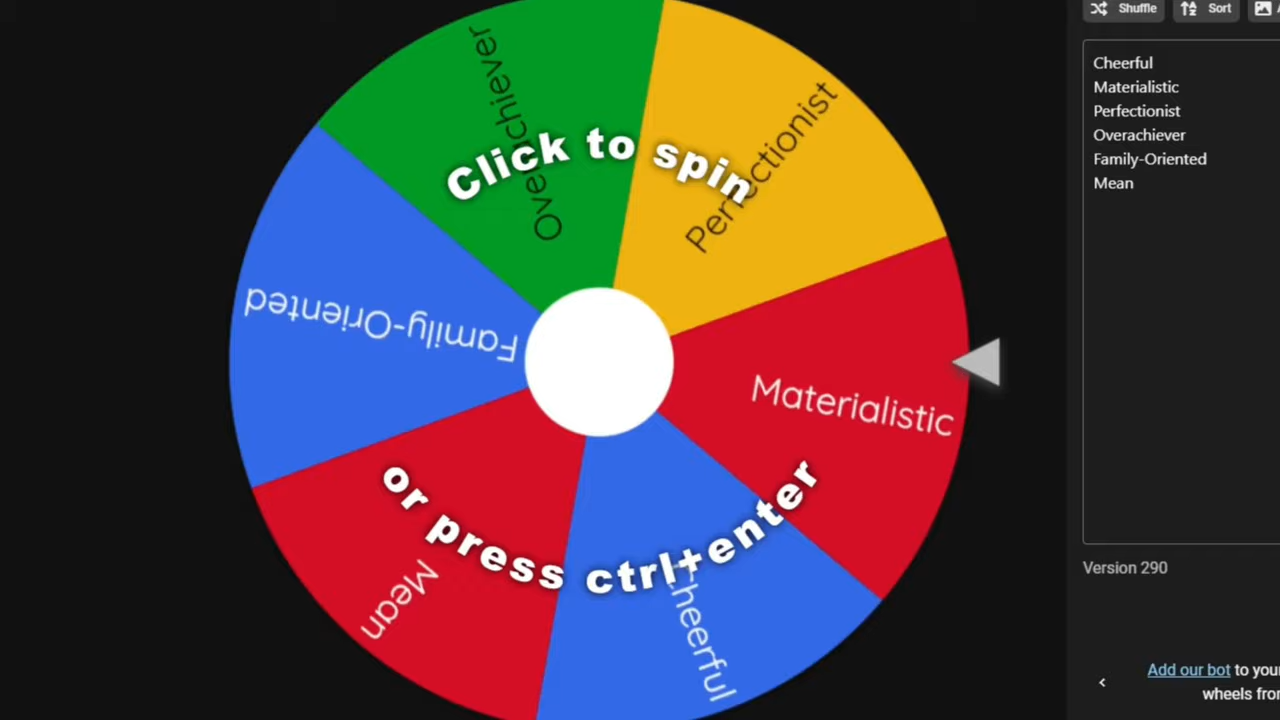 Shuffle
Sort
Cheerful
Materialistic
Perfectionist
Overachiever
Family-Oriented
Mean
Click to spin
Overachiever
Perfectionist
Family-Oriented
Materialistic
or press ctrl+enter
Mean
Cheerful
Version 290
Add our bot to your
wheels from